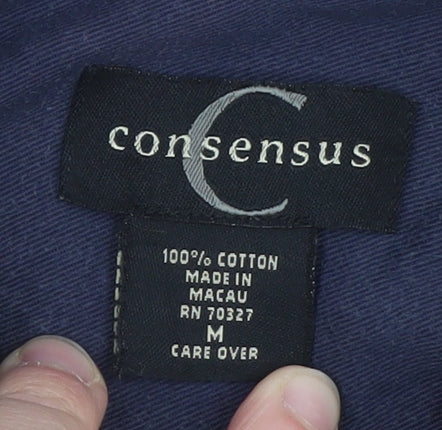 C
consensus
100% COTTON
MADE IN
MACAU
RN 70327
M
CARE OVER